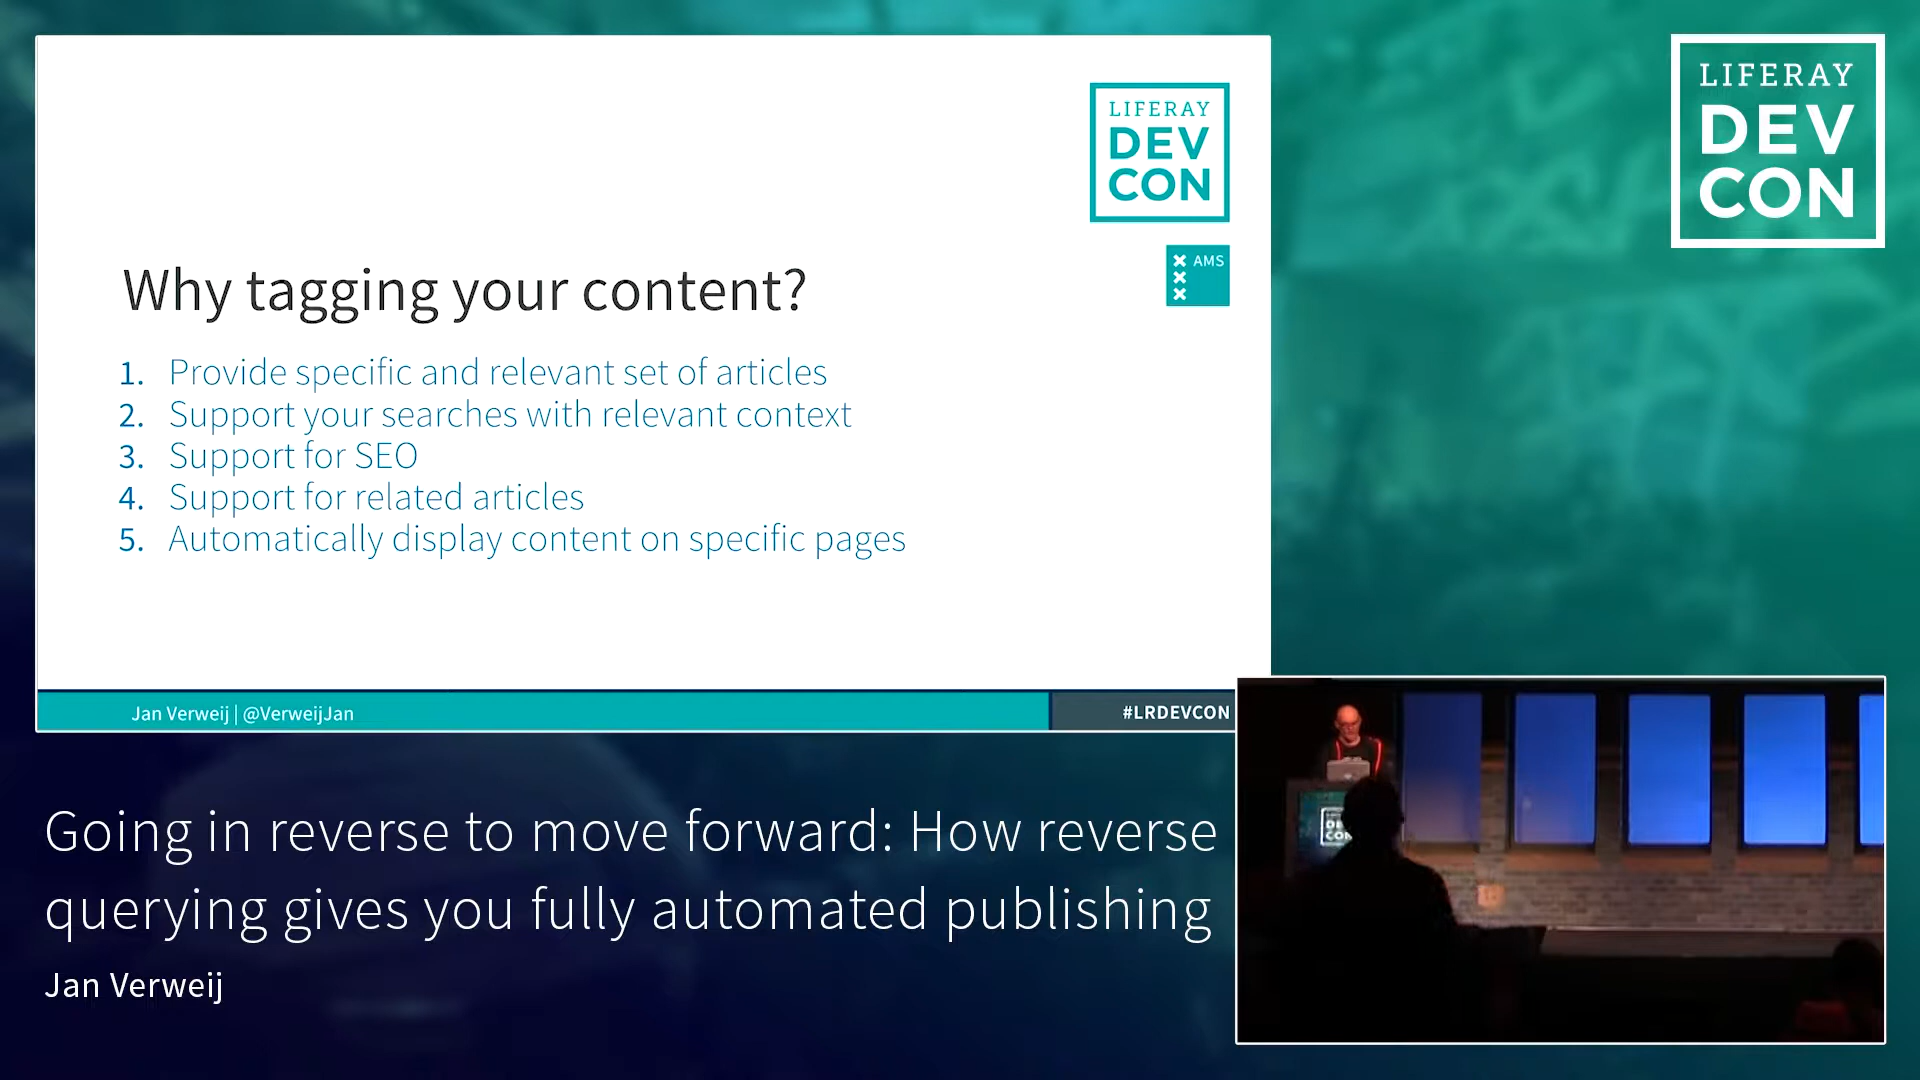 LIFERAY
DEV
CON
AMS
Why tagging your content?
1. Provide specific and relevant set of articles
2. Support your searches with relevant context
3. Support for SEO
4. Support for related articles
5. Automatically display content on specific pages
Jan Verweij | @VerweijJan
#LRDEVCON
LIFERAY
DEV
CON
Going in reverse to move forward: How reverse
querying gives you fully automated publishing
Jan Verweij